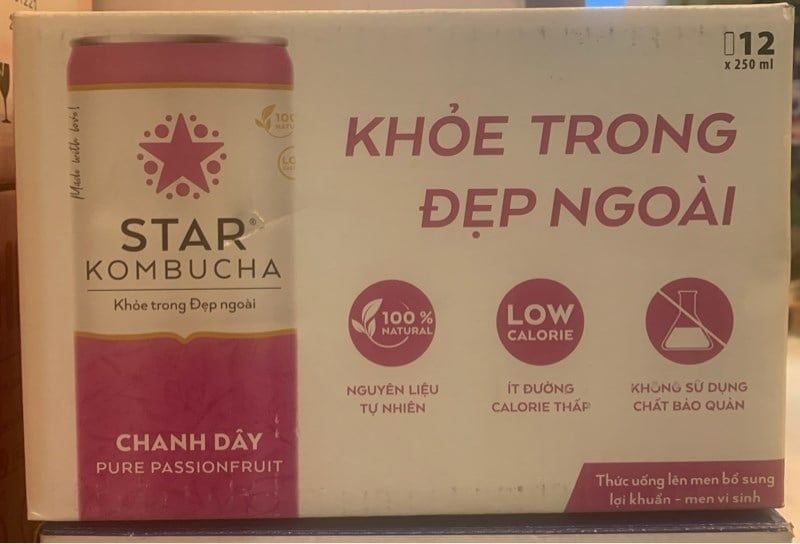 12
x 250 ml
Made with love!
100
NATU
STAR®
KOMBUCHA
Khỏe trong Đẹp ngoài
CHANH DÂY
PURE PASSIONFRUIT
KHỎE TRONG
ĐẸP NGOÀI
100%
NATURAL
NGUYÊN LIỆU
TỰ NHIÊN
LOW
CALORIE
ÍT ĐƯỜNG
CALORIE THẤP
KHÔNG SỬ DỤNG
CHẤT BẢO QUẢN
Thức uống lên men bổ sung
lợi khuẩn - men vi sinh